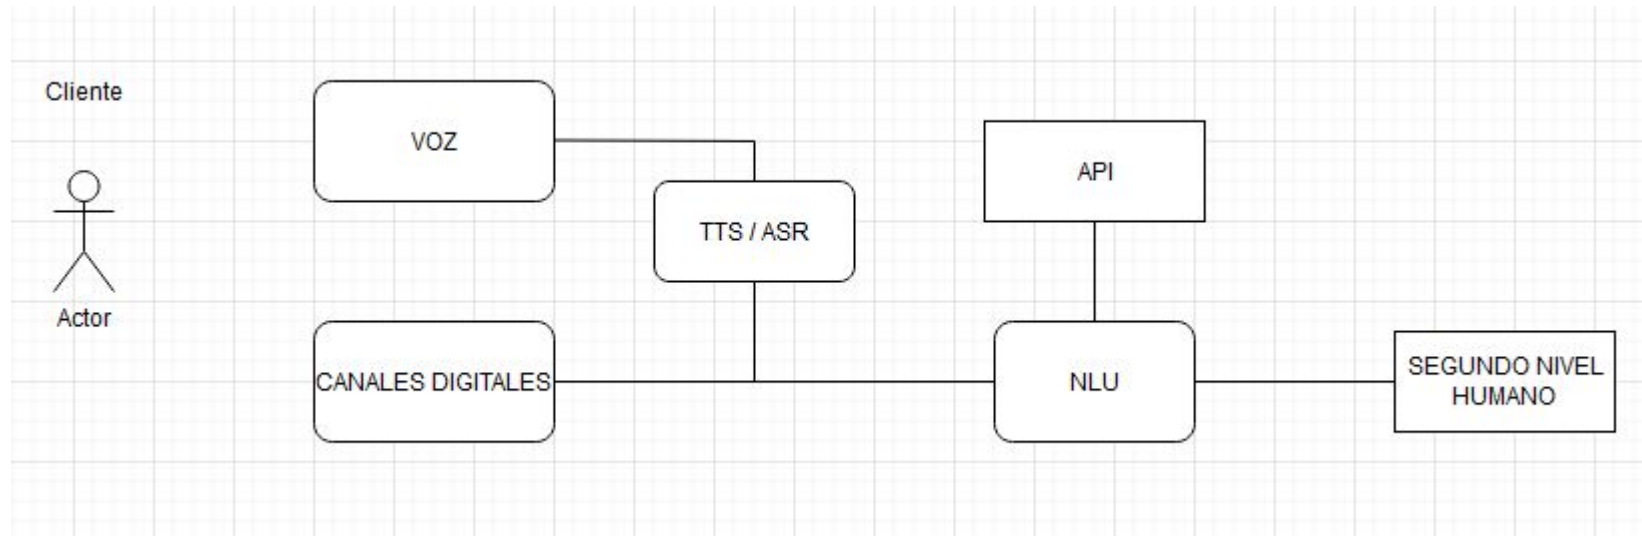 Cliente
Actor
VOZ
TTS / ASR
CANALES DIGITALES
API
NLU
SEGUNDO NIVEL
HUMANO